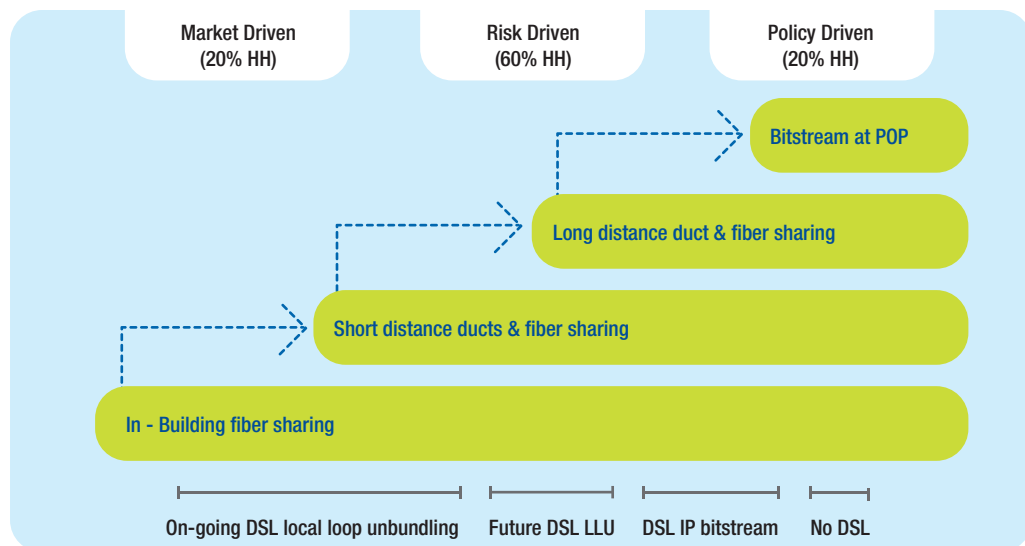 Market Driven
(20% HH)
Risk Driven
(60% HH)
Policy Driven
(20% HH)
Bitstream at POP
Long distance duct & fiber sharing
Short distance ducts & fiber sharing
In - Building fiber sharing
On-going DSL local loop unbundling
Future DSL LLU
DSL IP bitstream
No DSL